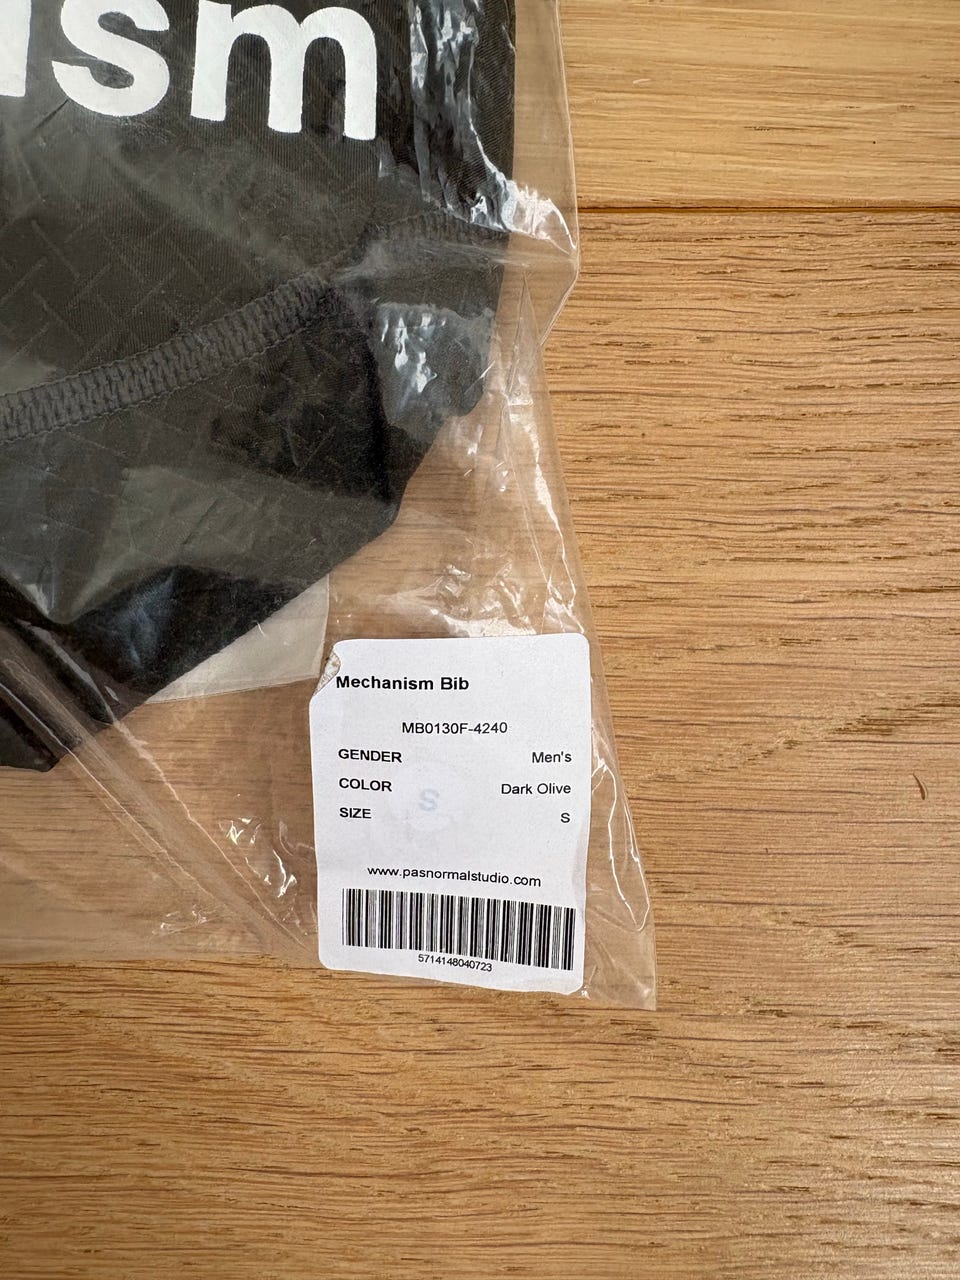 ism
Mechanism Bib
MB0130F-4240
GENDER Men's
COLOR Dark Olive
SIZE S
S
www.pasnormalstudio.com
5714148040723